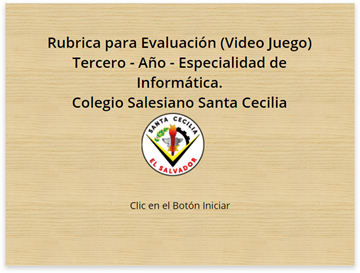 Rubrica para Evaluación (Video Juego)
Tercero - Año - Especialidad de
Informática.
Colegio Salesiano Santa Cecilia
SANTA CECILIA
EL SALVADOR
Clic en el Botón Iniciar